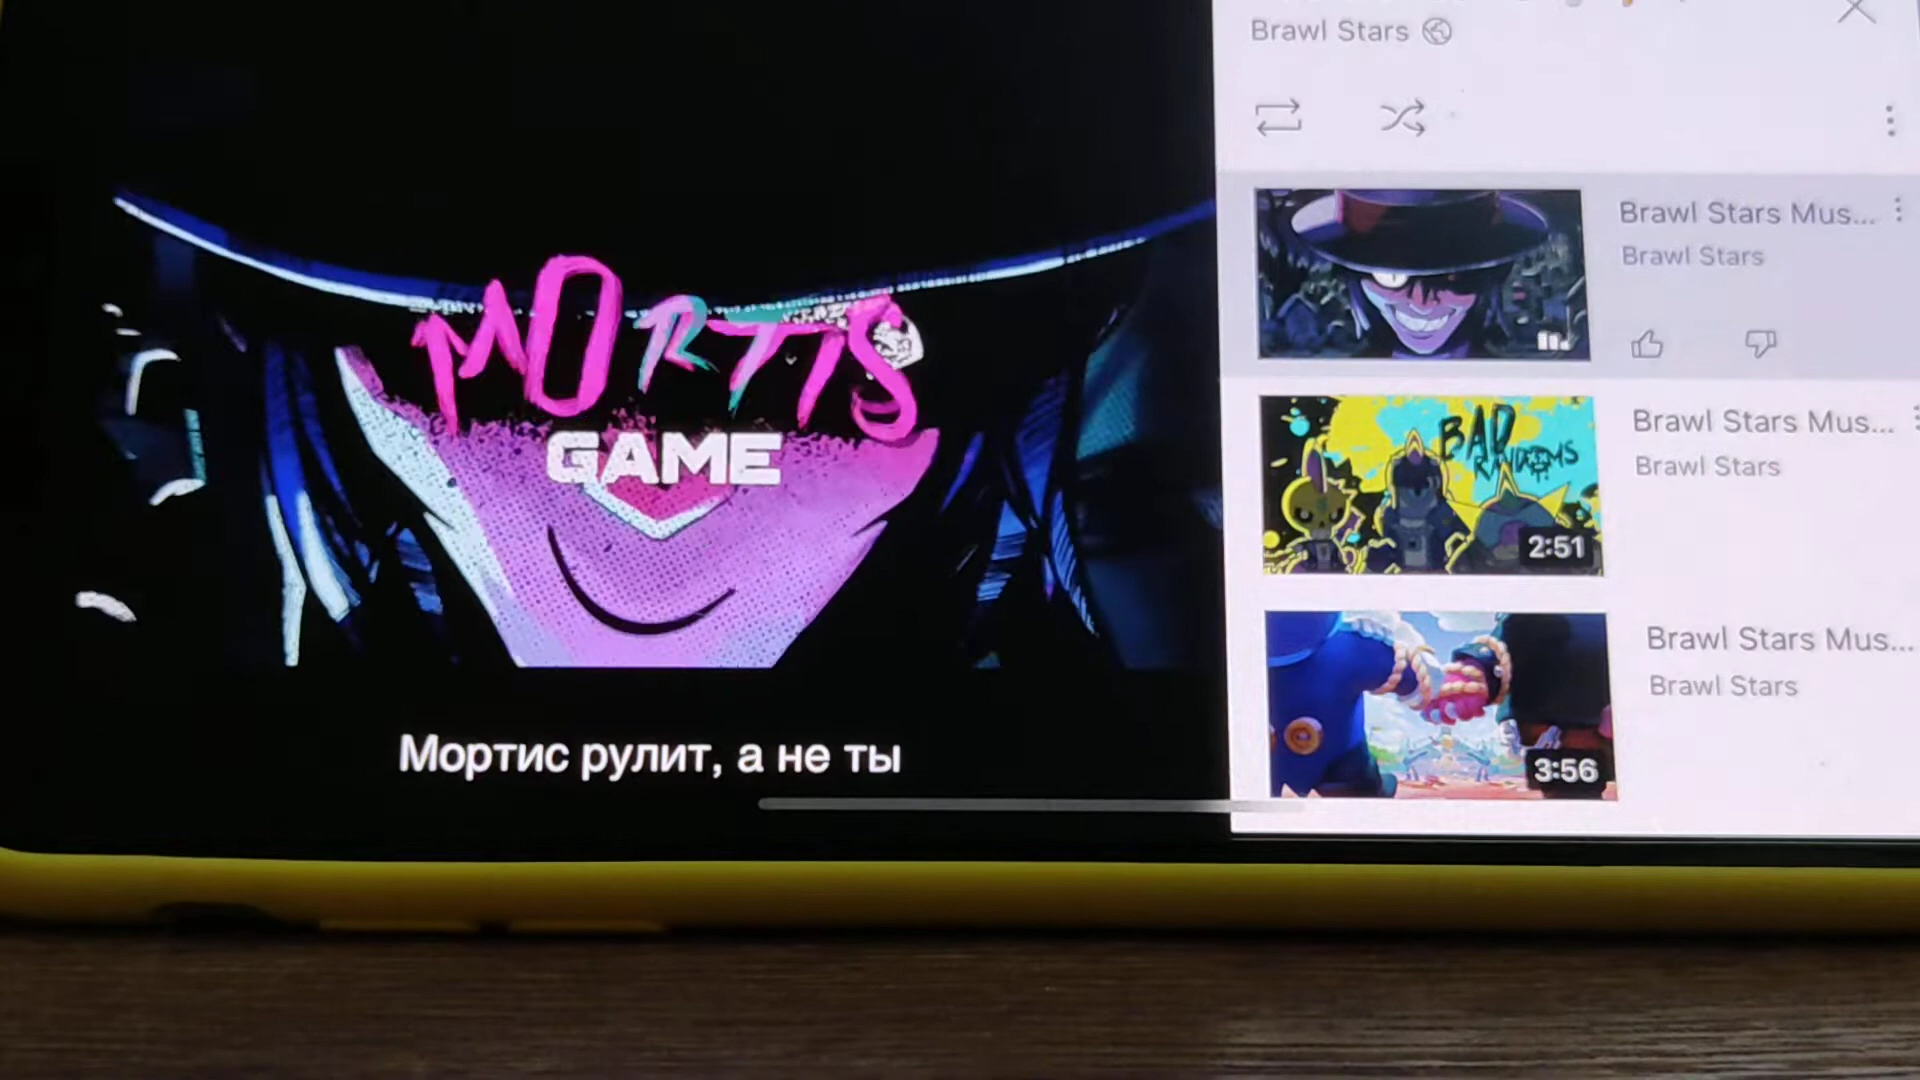 MORTIS
GAME
Мортис рулит, а не ты
Brawl Stars
Brawl Stars Mus...
Brawl Stars
BAD
RANDOMS
2:51
Brawl Stars Mus...
Brawl Stars
3:56
Brawl Stars Mus...
Brawl Stars